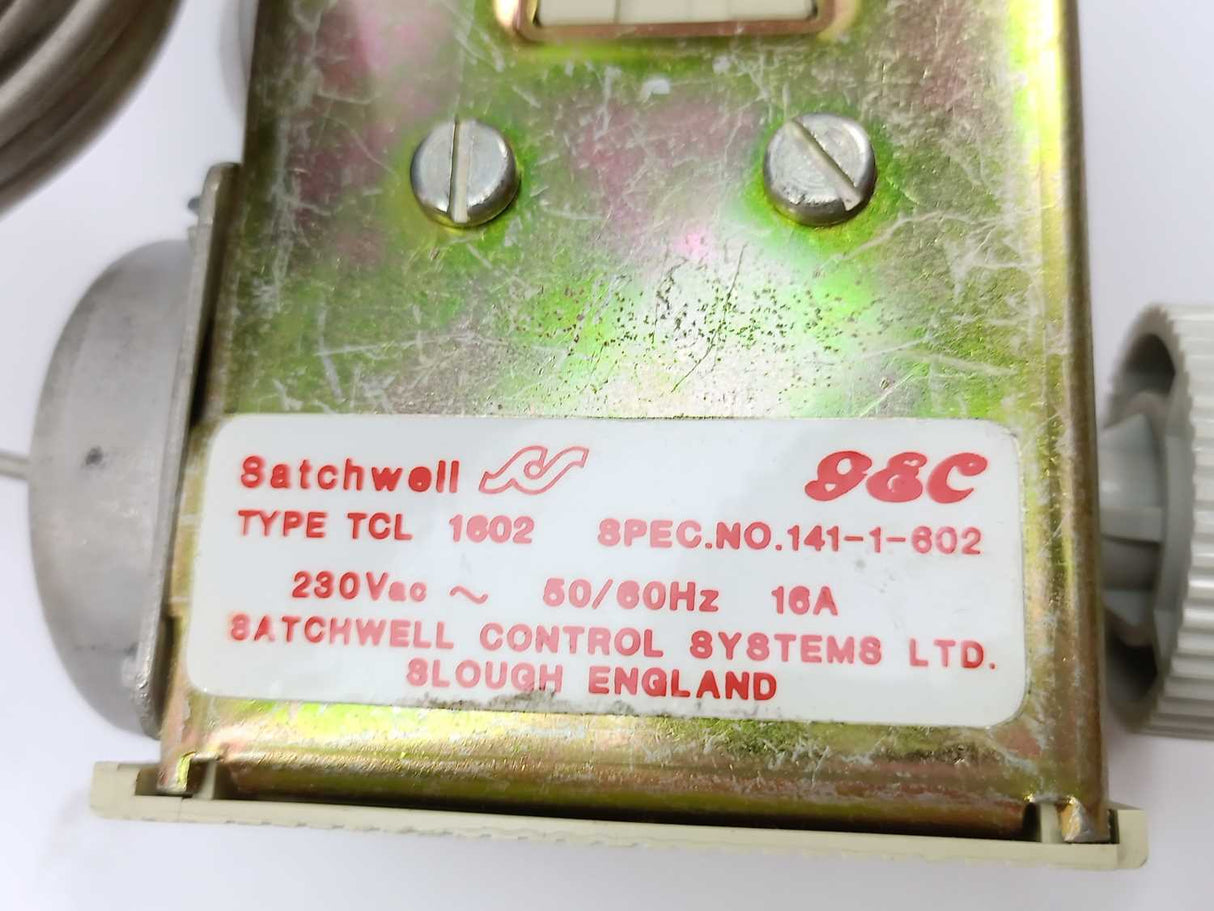 Satchwell GEC
TYPE TCL 1602 SPEC.NO.141-1-602
230Vac ~ 50/60Hz 16A
SATCHWELL CONTROL SYSTEMS LTD.
SLOUGH ENGLAND